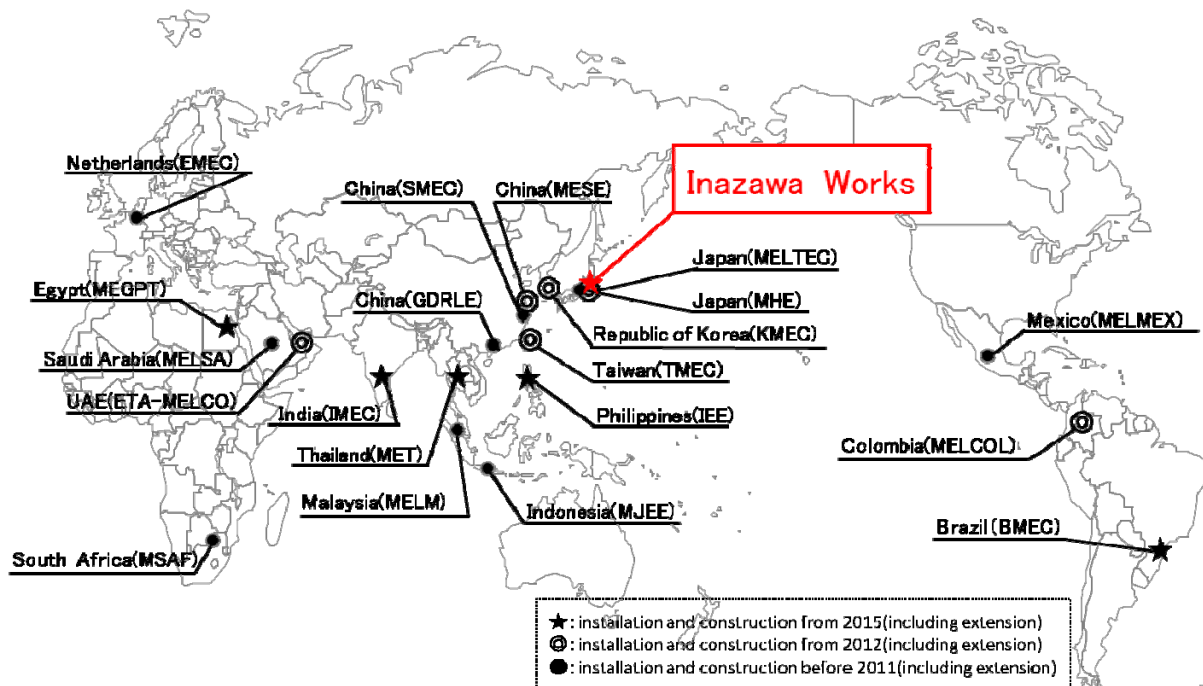 Netherlands(EMEC)
China(SMEC)
China(MESE)
Inazawa Works
Japan(MELTEC)
Egypt(MEGPT)
China(GDRLE)
Japan(MHE)
Mexico(MELMEX)
Republic of Korea(KMEC)
Saudi Arabia(MELSA)
Taiwan(TMEC)
UAE(ETA-MELCO)
India(IMEC)
Philippines(IEE)
Thailand(MET)
Colombia(MELCOL)
Malaysia(MELM)
Indonesia(MJEE)
Brazil(BMEC)
South Africa(MSAF)
★: installation and construction from 2015(including extension)
◎: installation and construction from 2012(including extension)
●: installation and construction before 2011(including extension)